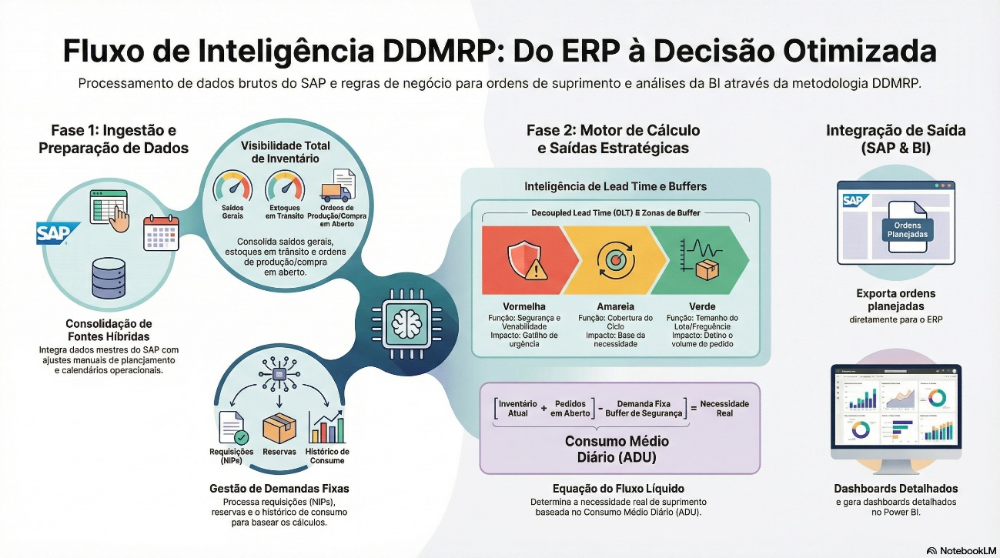 Fluxo de Inteligência DDMRP: Do ERP à Decisão Otimizada
Processamento de dados brutos do SAP e regras de negócio para ordens de suprimento e análises da BI através da metodologia DDMRP.
Fase 1: Ingestão e
Preparação de Dados
SAP
Consolidação de
Fontes Híbridas
Integra dados mestres do SAP com
ajustes manuais de planejamento
e calendários operacionais.
Visibilidade Total
de Inventário
Saídos
Gerais
Extoques
em Trânsito
Ordeos de
Produção/Compra
em Aberto
Consolida saídos gerais,
estoques em trânsito e ordens
de produção/compra
em aberto.
Requisições
(NIPs)
Reservas
Histórico de
Consume
Gestão de Demandas Fixas
Processa requisições (NIPs),
reservas e o histórico de consumo
para basear os cálculos.
Fase 2: Motor de Cálculo
e Saídas Estratégicas
Inteligência de Lead Time e Buffers
Decoupled Lead Time (OLT) E Zonas de Buffer
Vormelha
Função: Segurança e
Venabilidade
Impacto: Gatilho de
urgência
Amareia
Função: Cobertura do
Ciclo
Impacto: Base da
necessidade
Verde
Função: Temanho do
Lota/Freguência
Impacto: Detino o
volume do pedido
[Inventário Atual + Pedidos em Aberto] - Demanda Fixa Buffer de Segurança] = Necessidade Real
Consumo Médio
Diário (ADU)
Equação do Fluxo Líquido
Determina a necessidade real de suprimento
baseada no Consumo Médio Diário (ADU).
Integração de Saída
(SAP & BI)
SAP
Ordens
Planejadas
Exporta ordens
planejadas
diretamente para o ERP
Dashboards Detalhados
e gara dashboards detalhados
no Power BI.
NotebookLM